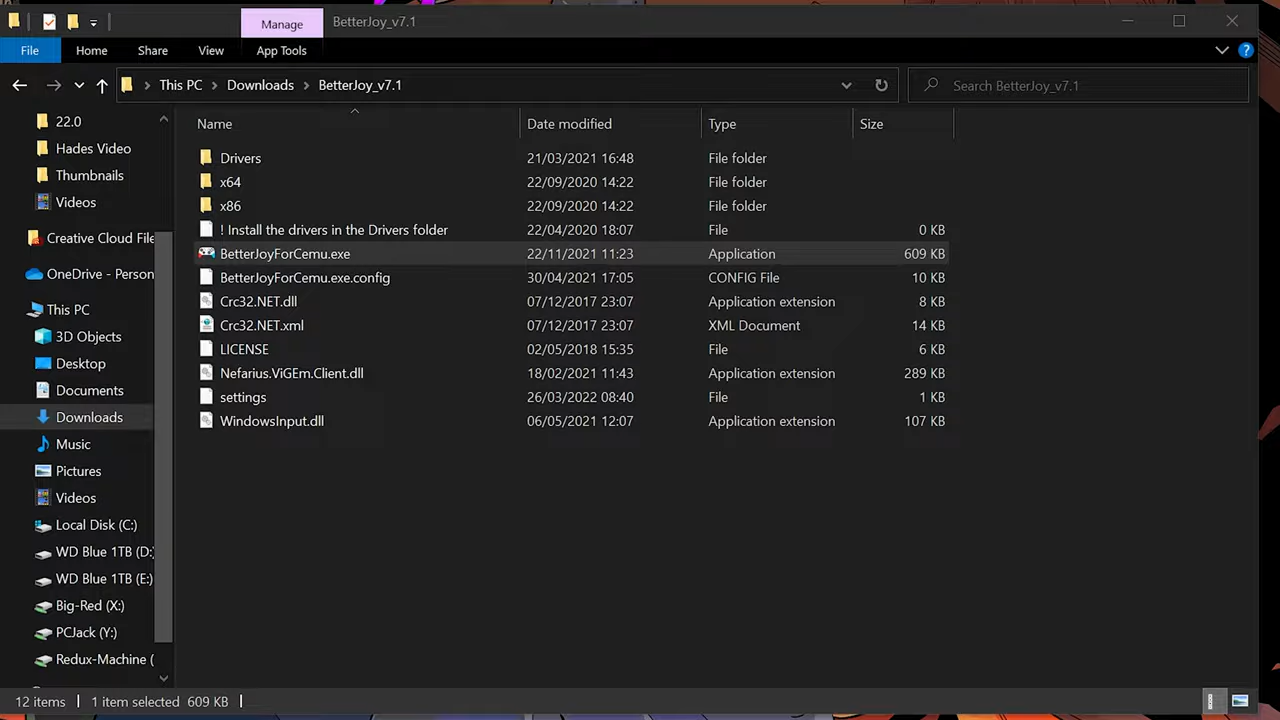 Manage
BetterJoy_v7.1
File
Home
Share
View
App Tools
This PC
Downloads
BetterJoy_v7.1
Search BetterJoy_v7.1
22.0
Hades Video
Thumbnails
Videos
Creative Cloud File
OneDrive - Person
This PC
3D Objects
Desktop
Documents
Downloads
Music
Pictures
Videos
Local Disk (C:)
WD Blue 1TB (D:)
WD Blue 1TB (E:)
Big-Red (X:)
PCJack (Y:)
Redux-Machine (
Name Date modified Type Size
Drivers 21/03/2021 16:48 File folder
x64 22/09/2020 14:22 File folder
x86 22/09/2020 14:22 File folder
! Install the drivers in the Drivers folder 22/04/2020 18:07 File 0 KB
BetterJoyForCemu.exe 22/11/2021 11:23 Application 609 KB
BetterJoyForCemu.exe.config 30/04/2021 17:05 CONFIG File 10 KB
Crc32.NET.dll 07/12/2017 23:07 Application extension 8 KB
Crc32.NET.xml 07/12/2017 23:07 XML Document 14 KB
LICENSE 02/05/2018 15:35 File 6 KB
Nefarius.ViGEm.Client.dll 18/02/2021 11:43 Application extension 289 KB
settings 26/03/2022 08:40 File 1 KB
WindowsInput.dll 06/05/2021 12:07 Application extension 107 KB
12 items 1 item selected 609 KB